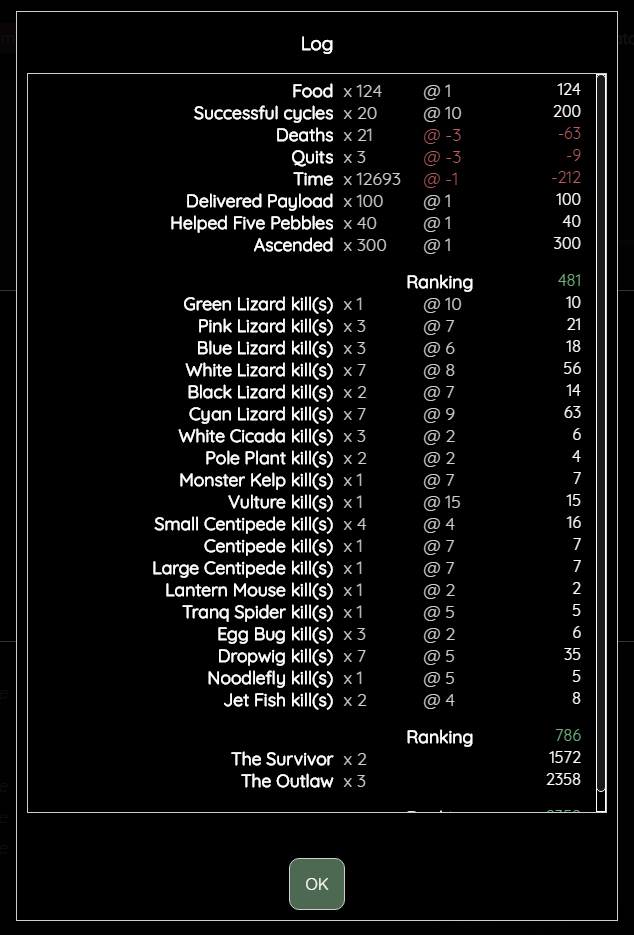 Log
Food x 124 @ 1 124
Successful cycles x 20 @ 10 200
Deaths x 21 @ -3 -63
Quits x 3 @ -3 -9
Time x 12693 @ -1 -212
Delivered Payload x 100 @ 1 100
Helped Five Pebbles x 40 @ 1 40
Ascended x 300 @ 1 300
Ranking 481
Green Lizard kill(s) x 1 @ 10 10
Pink Lizard kill(s) x 3 @ 7 21
Blue Lizard kill(s) x 3 @ 6 18
White Lizard kill(s) x 7 @ 8 56
Black Lizard kill(s) x 2 @ 7 14
Cyan Lizard kill(s) x 7 @ 9 63
White Cicada kill(s) x 3 @ 2 6
Pole Plant kill(s) x 2 @ 2 4
Monster Kelp kill(s) x 1 @ 7 7
Vulture kill(s) x 1 @ 15 15
Small Centipede kill(s) x 4 @ 4 16
Centipede kill(s) x 1 @ 7 7
Large Centipede kill(s) x 1 @ 7 7
Lantern Mouse kill(s) x 1 @ 2 2
Tranq Spider kill(s) x 1 @ 5 5
Egg Bug kill(s) x 3 @ 2 6
Dropwig kill(s) x 7 @ 5 35
Noodlefly kill(s) x 1 @ 5 5
Jet Fish kill(s) x 2 @ 4 8
Ranking 786
The Survivor x 2 1572
The Outlaw x 3 2358
OK